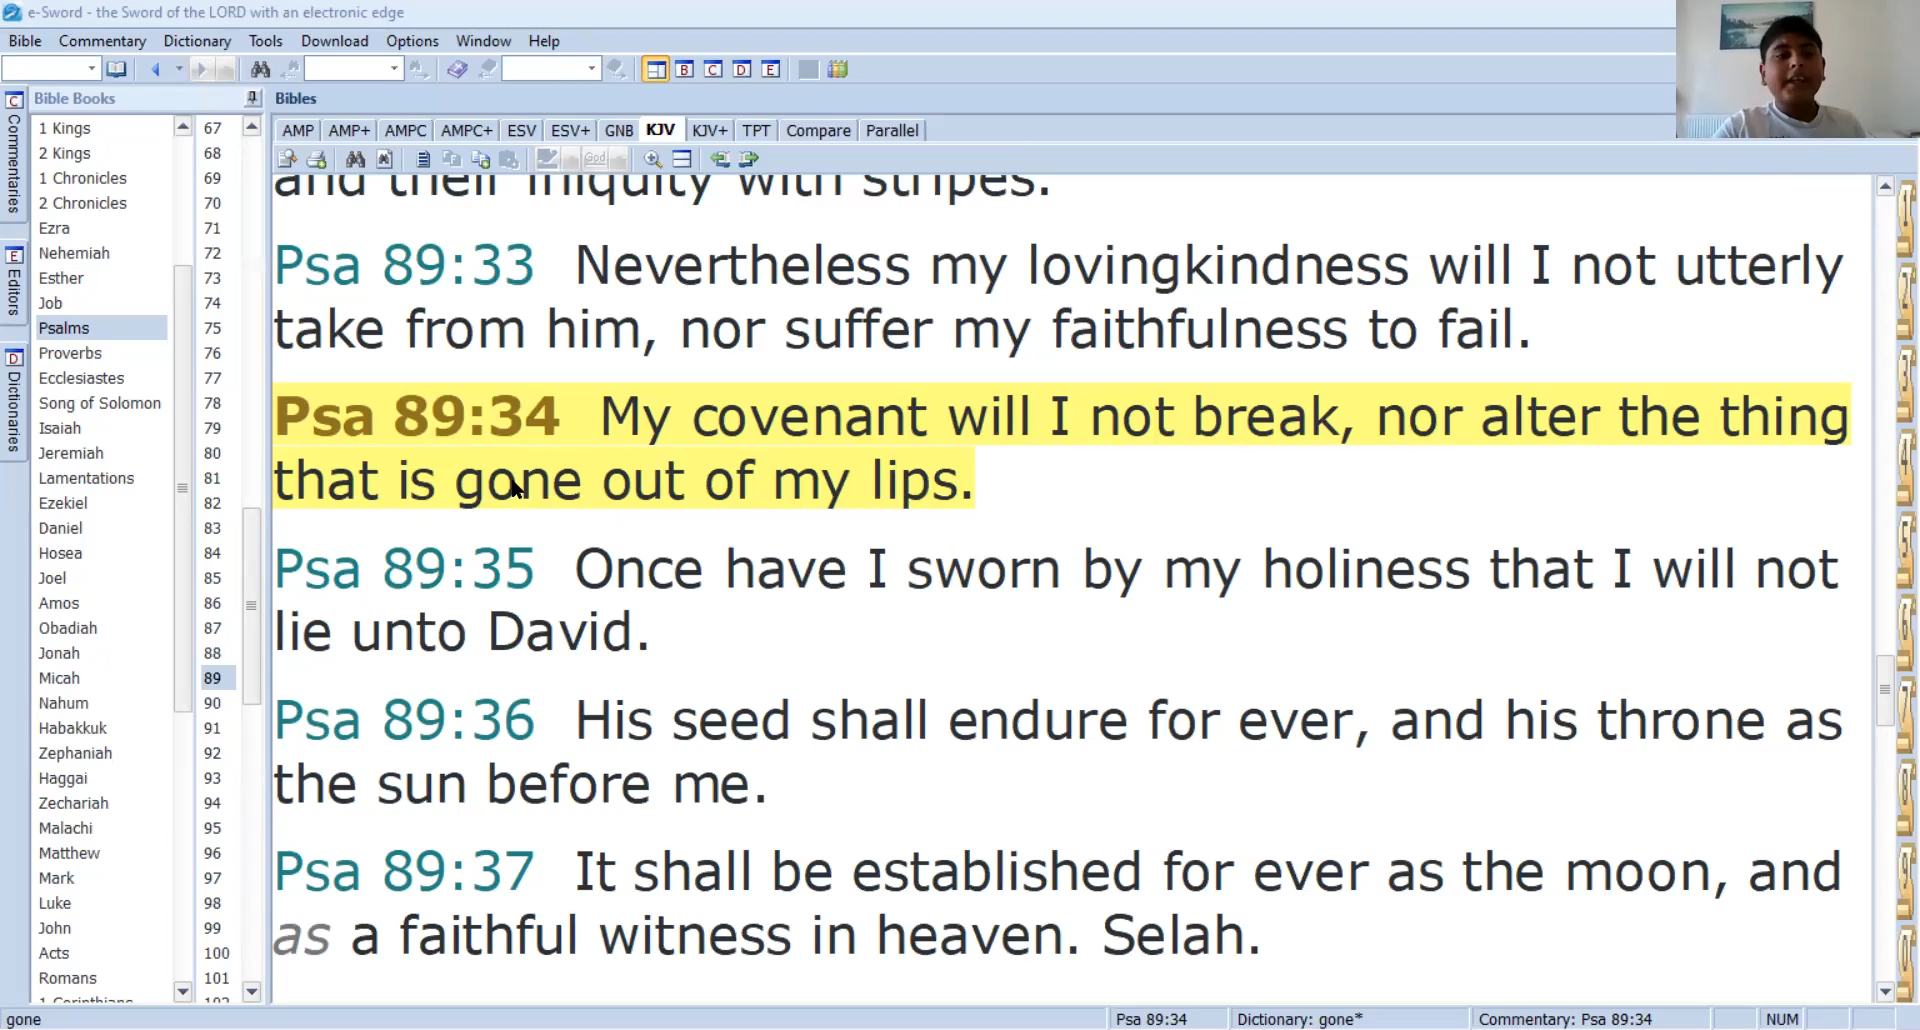 e-Sword - the Sword of the LORD with an electronic edge
Bible Commentary Dictionary Tools Download Options Window Help
B C D E
C Commentaries
E Editors
D Dictionaries
Bible Books
1 Kings
2 Kings
1 Chronicles
2 Chronicles
Ezra
Nehemiah
Esther
Job
Psalms
Proverbs
Ecclesiastes
Song of Solomon
Isaiah
Jeremiah
Lamentations
Ezekiel
Daniel
Hosea
Joel
Amos
Obadiah
Jonah
Micah
Nahum
Habakkuk
Zephaniah
Haggai
Zechariah
Malachi
Matthew
Mark
Luke
John
Acts
Romans
1 Corinthians
67
68
69
70
71
72
73
74
75
76
77
78
79
80
81
82
83
84
85
86
87
88
89
90
91
92
93
94
95
96
97
98
99
100
101
102
Bibles
AMP AMP+ AMPC AMPC+ ESV ESV+ GNB KJV KJV+ TPT Compare Parallel
God
and their iniquity with stripes.
Psa 89:33 Nevertheless my lovingkindness will I not utterly
take from him, nor suffer my faithfulness to fail.
Psa 89:34 My covenant will I not break, nor alter the thing
that is gone out of my lips.
Psa 89:35 Once have I sworn by my holiness that I will not
lie unto David.
Psa 89:36 His seed shall endure for ever, and his throne as
the sun before me.
Psa 89:37 It shall be established for ever as the moon, and
as a faithful witness in heaven. Selah.
gone Psa 89:34 Dictionary: gone* Commentary: Psa 89:34 NUM